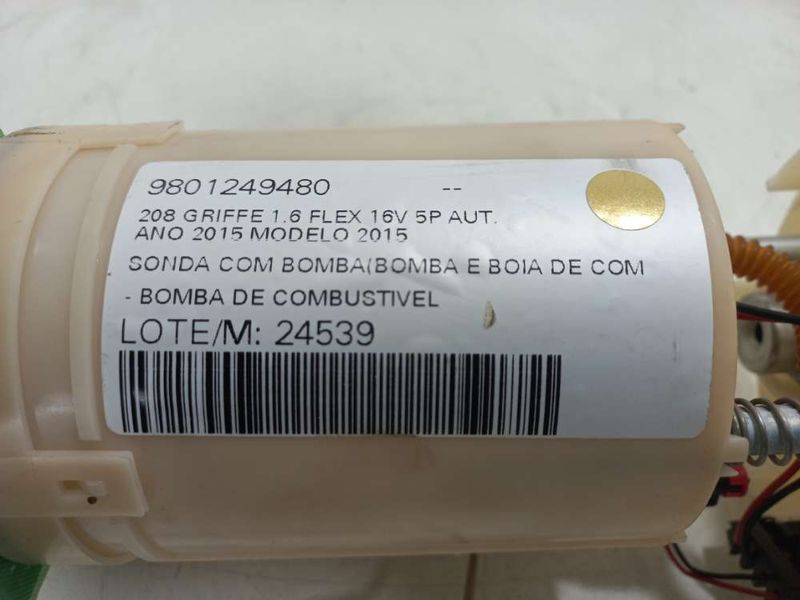 9801249480 --
208 GRIFFE 1.6 FLEX 16V 5P AUT.
ANO 2015 MODELO 2015
SONDA COM BOMBA(BOMBA E BOIA DE COM
- BOMBA DE COMBUSTIVEL
LOTE/M: 24539